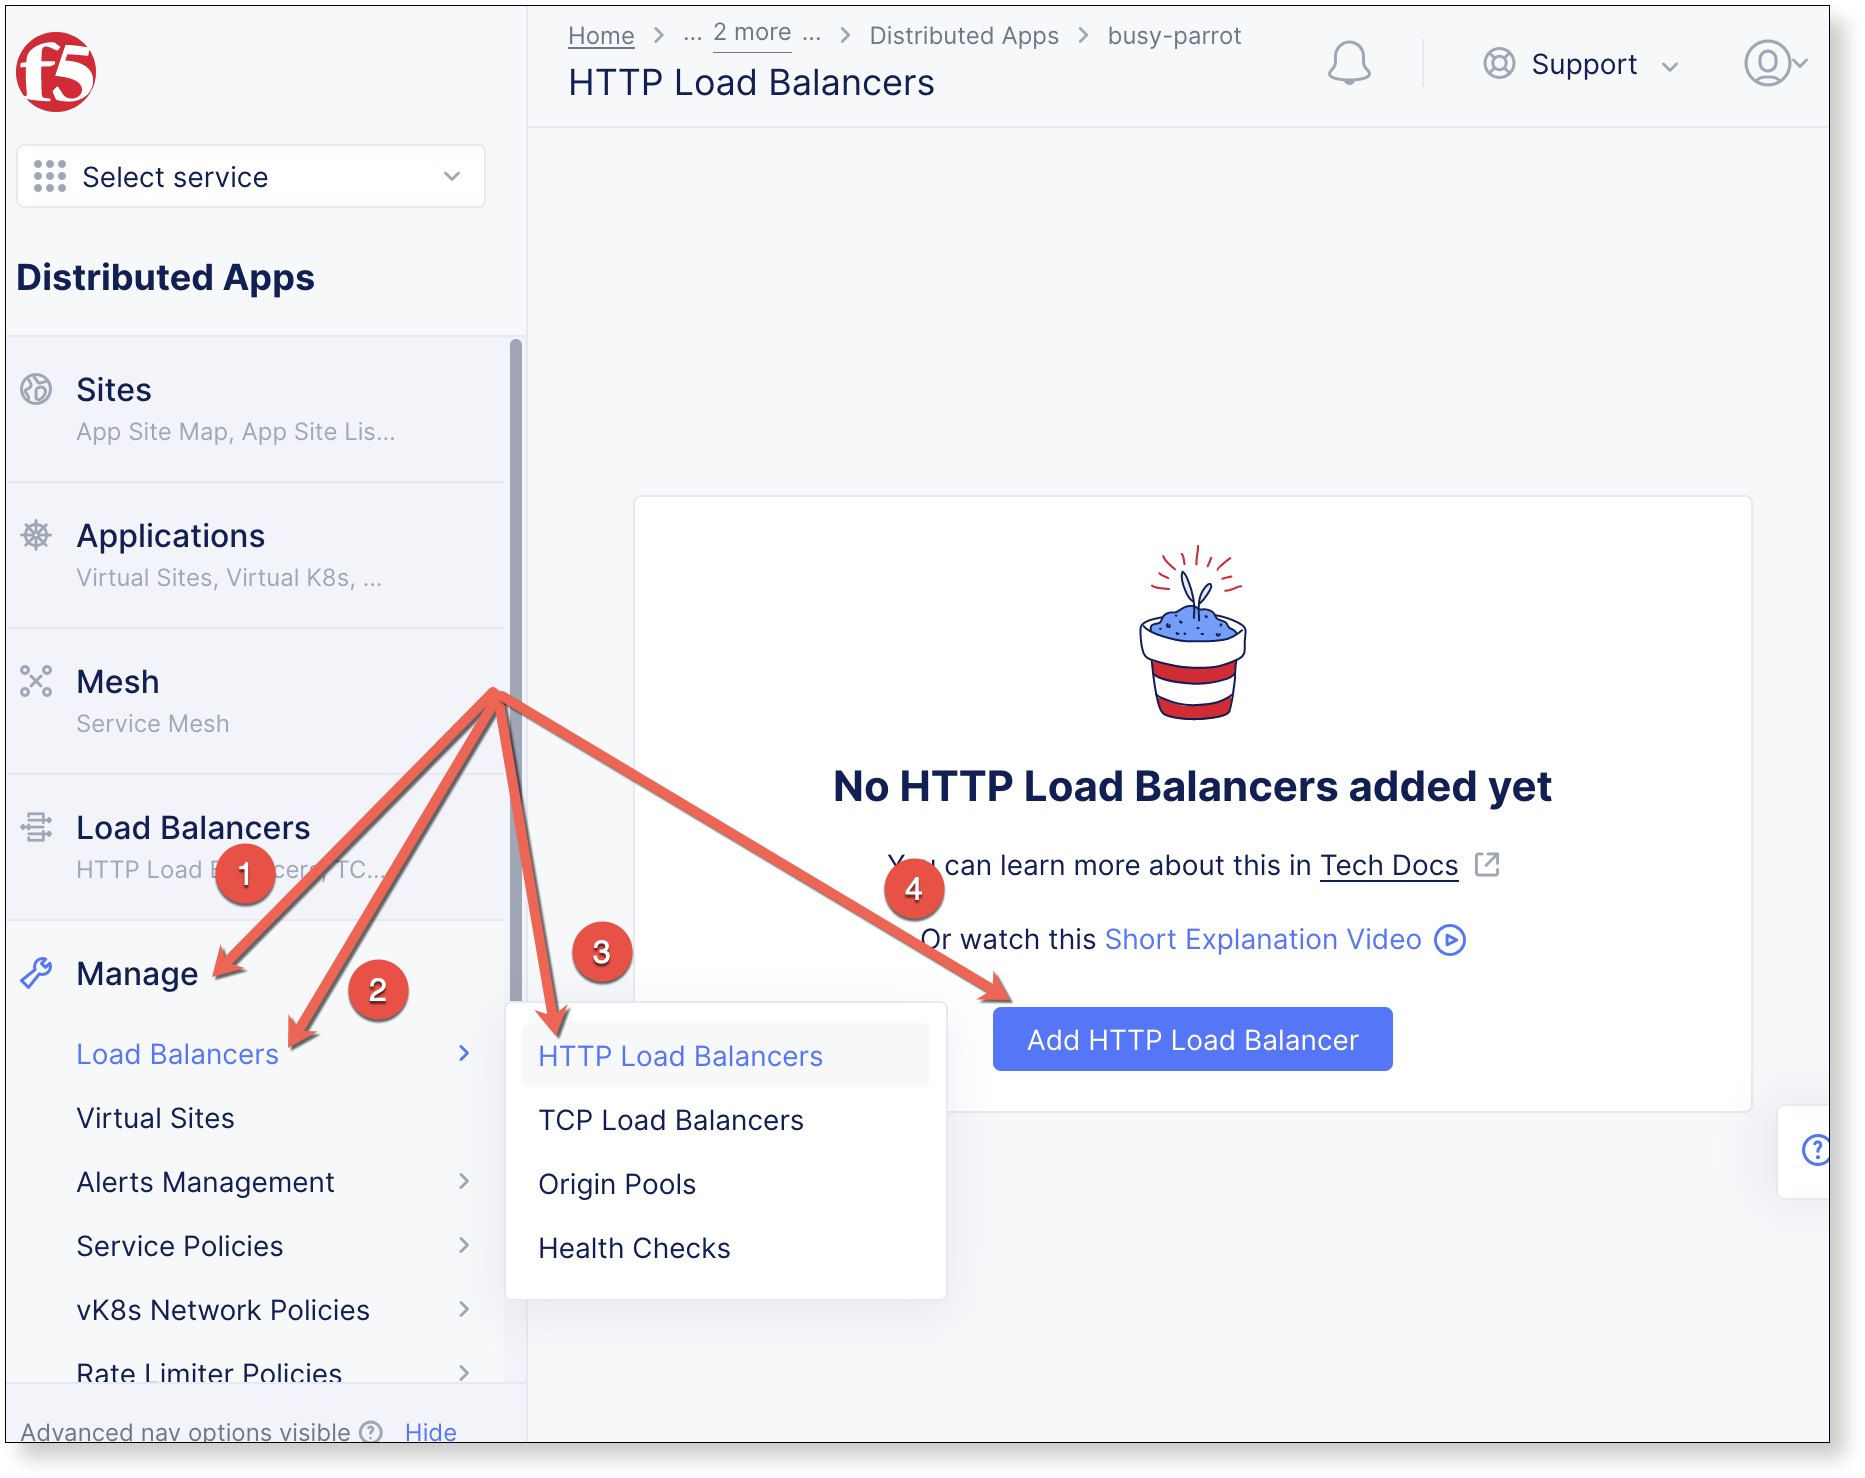 f5
Home > ... 2 more ... > Distributed Apps > busy-parrot
HTTP Load Balancers
Support
Select service
Distributed Apps
Sites
App Site Map, App Site Lis...
Applications
Virtual Sites, Virtual K8s, ...
Mesh
Service Mesh
Load Balancers
HTTP Load TC...
1
Manage
2
Load Balancers
Virtual Sites
Alerts Management
Service Policies
vK8s Network Policies
Rate Limiter Policies
Advanced nav options visible ? Hide
3
HTTP Load Balancers
TCP Load Balancers
Origin Pools
Health Checks
No HTTP Load Balancers added yet
You can learn more about this in Tech Docs
4
Or watch this Short Explanation Video
Add HTTP Load Balancer
?